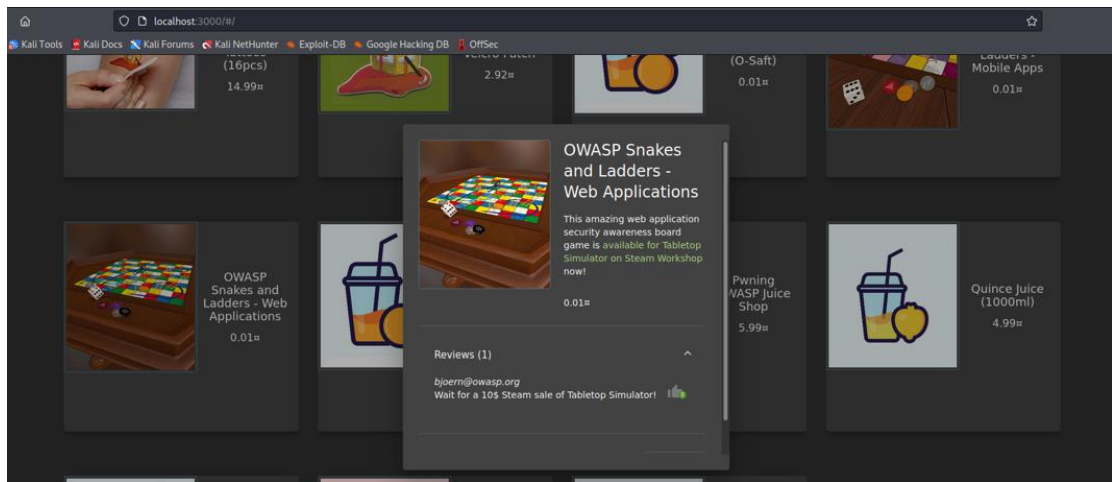 localhost:3000/#/
Kali Tools Kali Docs Kali Forums Kali NetHunter Exploit-DB Google Hacking DB OffSec
(16pcs)
14.99¤
2.92¤
(O-Saft)
0.01¤
Ladders -
Mobile Apps
0.01¤
OWASP Snakes
and Ladders -
Web Applications
This amazing web application
security awareness board
game is available for Tabletop
Simulator on Steam Workshop
now!
0.01¤
Reviews (1)
bjoern@owasp.org
Wait for a 10$ Steam sale of Tabletop Simulator!
OWASP
Snakes and
Ladders - Web
Applications
0.01¤
Pwning
WASP Juice
Shop
5.99¤
Quince Juice
(1000ml)
4.99¤